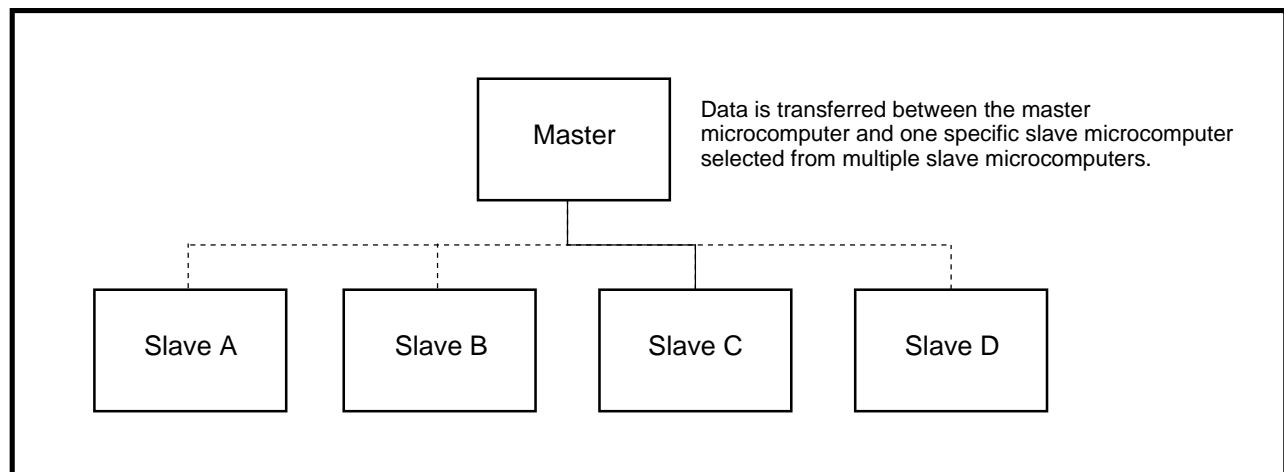 Master
Data is transferred between the master
microcomputer and one specific slave microcomputer
selected from multiple slave microcomputers.
Slave A
Slave B
Slave C
Slave D